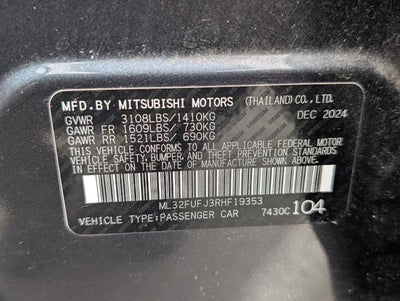 MFD.BY MITSUBISHI MOTORS (THAILAND) CO., LTD.
GVWR 3108LBS/1410KG DEC 2024
GAWR FR 1609LBS/ 730KG
GAWR RR 1521LBS/ 690KG
THIS VEHICLE CONFORMS TO ALL APPLICABLE FEDERAL MOTOR VEHICLE
SAFETY, BUMPER, AND THEFT PREVENTION STANDARDS
IN EFFECT ON THE DATE OF MANUFACTURE SHOWN ABOVE.
ML32FUFJ3RHF19353
VEHICLE TYPE:PASSENGER CAR 7430C 104